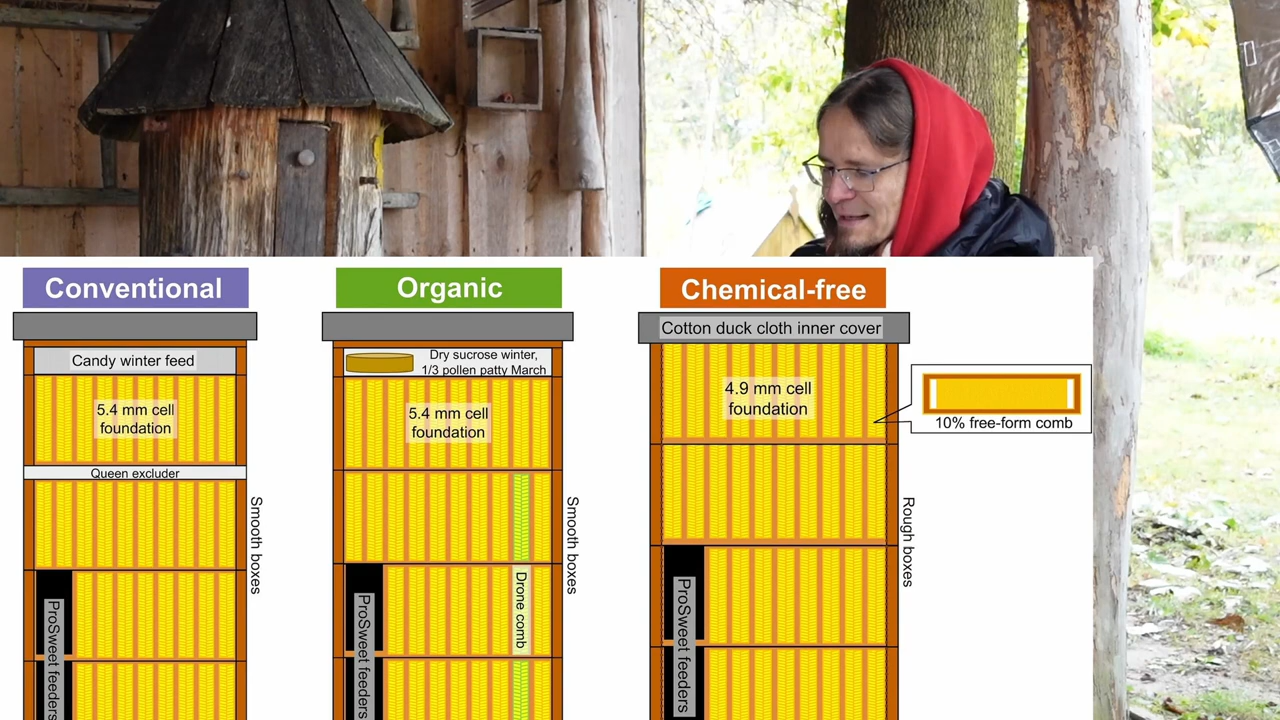 Conventional
Candy winter feed
5.4 mm cell
foundation
Queen excluder
Smooth boxes
ProSweet feeders
Organic
Dry sucrose winter,
1/3 pollen patty March
5.4 mm cell
foundation
Smooth boxes
Drone comb
ProSweet feeders
Chemical-free
Cotton duck cloth inner cover
4.9 mm cell
foundation
10% free-form comb
Rough boxes
ProSweet feeders